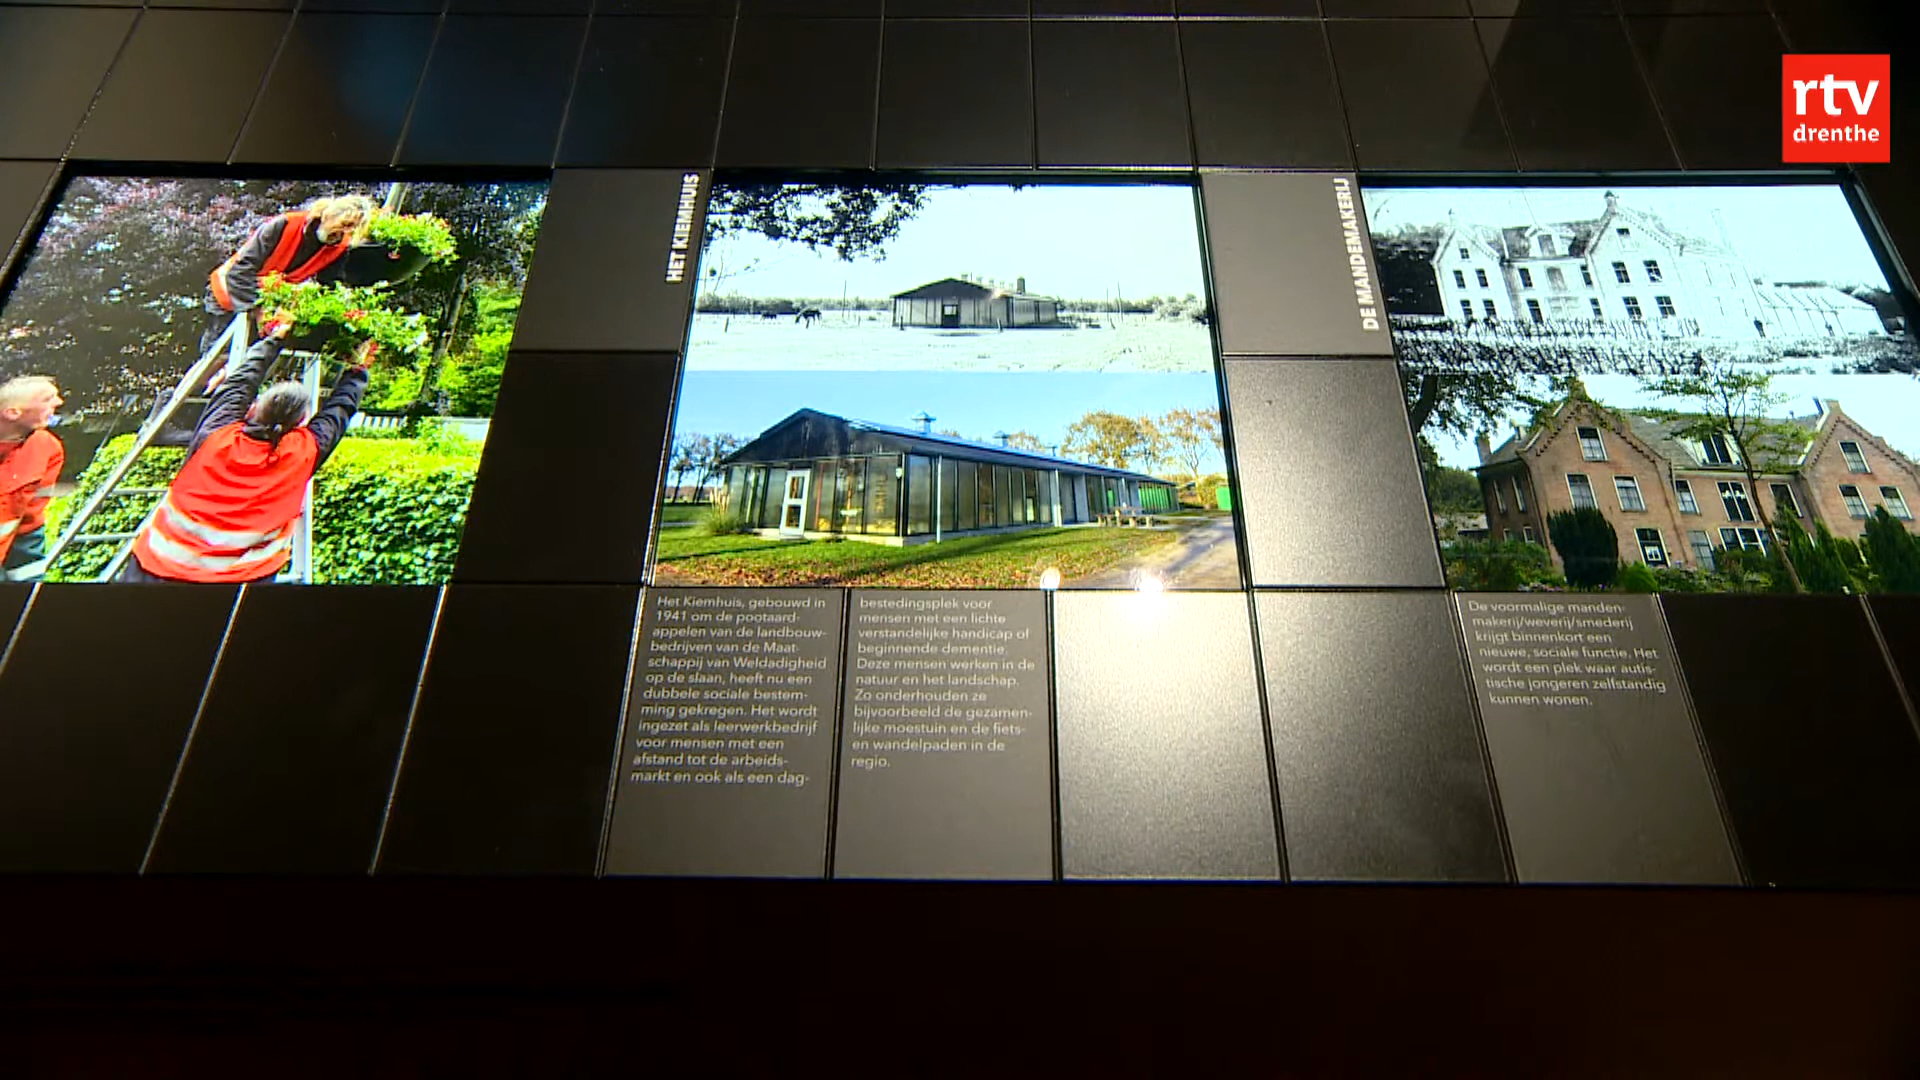 rtv
drenthe
HET KIEMHUIS
DE MANDEMAKERIJ
Het Kiemhuis, gebouwd in
1941 om de pootaard-
appelen van de landbouw-
bedrijven van de Maat-
schappij van Weldadigheid
op de slaan, heeft nu een
dubbele sociale bestem-
ming gekregen. Het wordt
ingezet als leerwerkbedrijf
voor mensen met een
afstand tot de arbeids-
markt en ook als een dag-
bestedingsplek voor
mensen met een lichte
verstandelijke handicap of
beginnende dementie.
Deze mensen werken in de
natuur en het landschap.
Zo onderhouden ze
bijvoorbeeld de gezamen-
lijke moestuin en de fiets-
en wandelpaden in de
regio.
De voormalige manden-
makerij/weverij/smederij
krijgt binnenkort een
nieuwe, sociale functie. Het
wordt een plek waar autis-
tische jongeren zelfstandig
kunnen wonen.